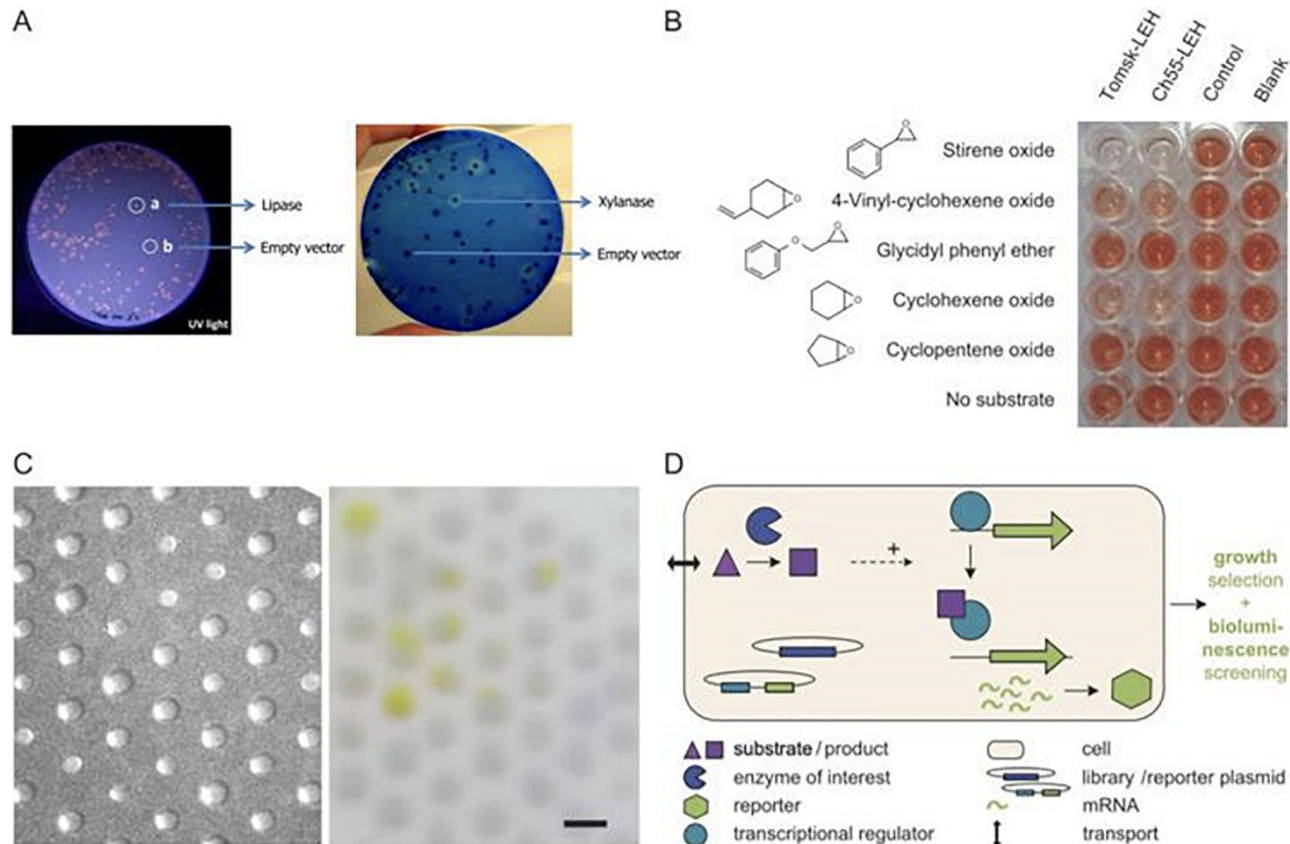 A
a
Lipase
b
Empty vector
UV light
Xylanase
Empty vector
B
Tomsk-LEH
Ch55-LEH
Control
Blank
Stirene oxide
4-Vinyl-cyclohexene oxide
Glycidyl phenyl ether
Cyclohexene oxide
Cyclopentene oxide
No substrate
O
O
O
O
O
O
C
D
+
growth
selection
+
biolumi-
nescence
screening
substrate / product
enzyme of interest
reporter
transcriptional regulator
cell
library /reporter plasmid
mRNA
transport